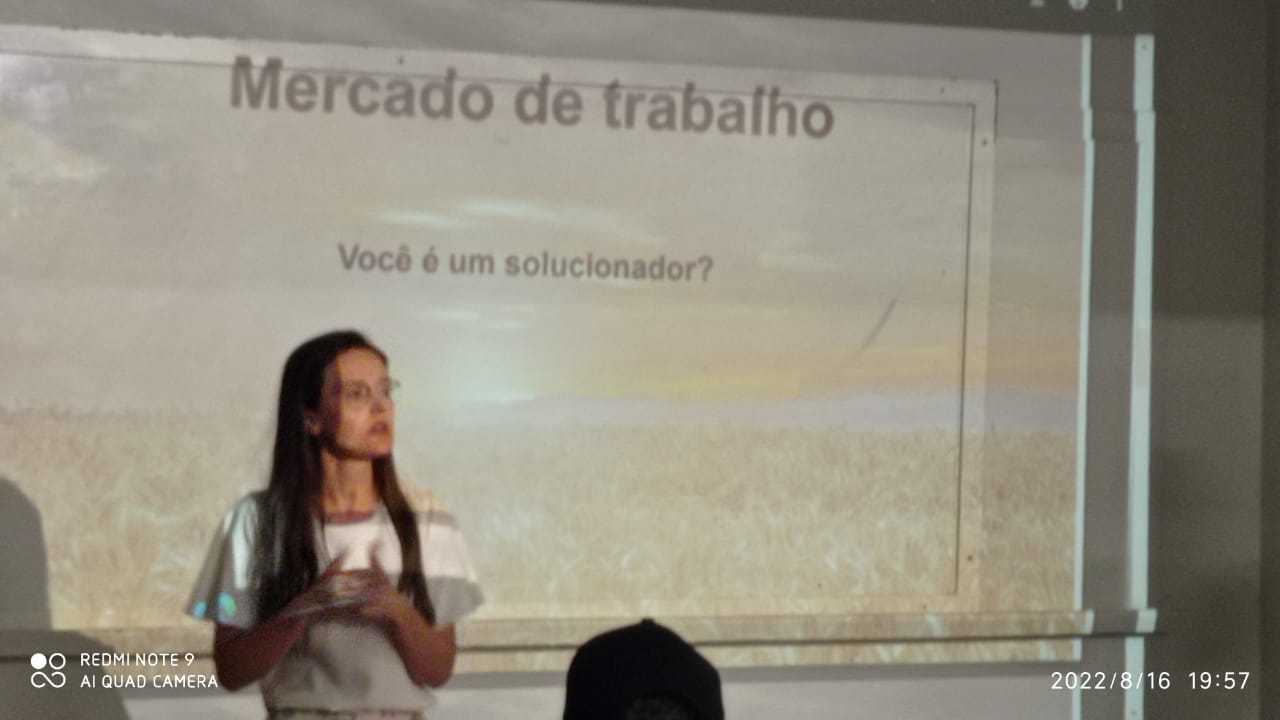 Mercado de trabalho
Você é um solucionador?
REDMI NOTE 9
AI QUAD CAMERA
2022/8/16 19:57